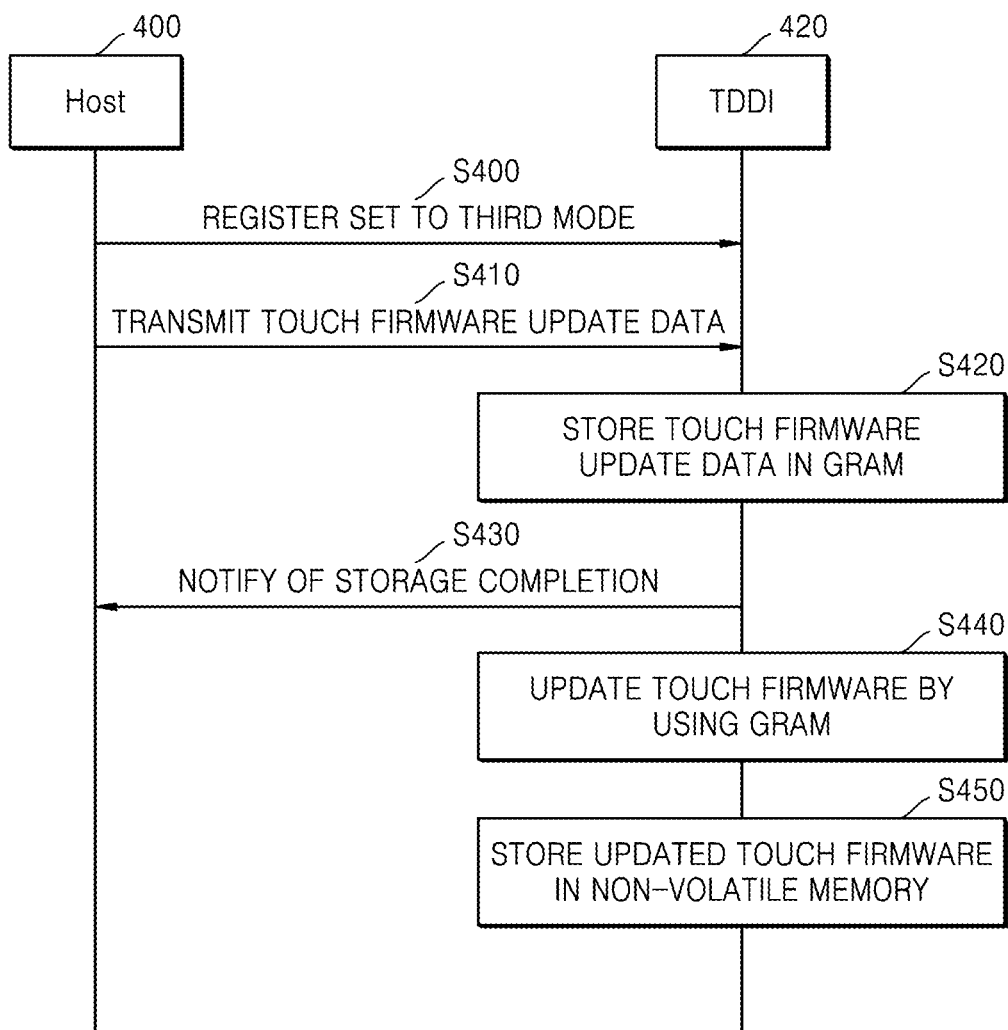 400
420
Host
TDDI
S400
REGISTER SET TO THIRD MODE
S410
TRANSMIT TOUCH FIRMWARE UPDATE DATA
S420
STORE TOUCH FIRMWARE
UPDATE DATA IN GRAM
S430
NOTIFY OF STORAGE COMPLETION
S440
UPDATE TOUCH FIRMWARE BY
USING GRAM
S450
STORE UPDATED TOUCH FIRMWARE
IN NON-VOLATILE MEMORY